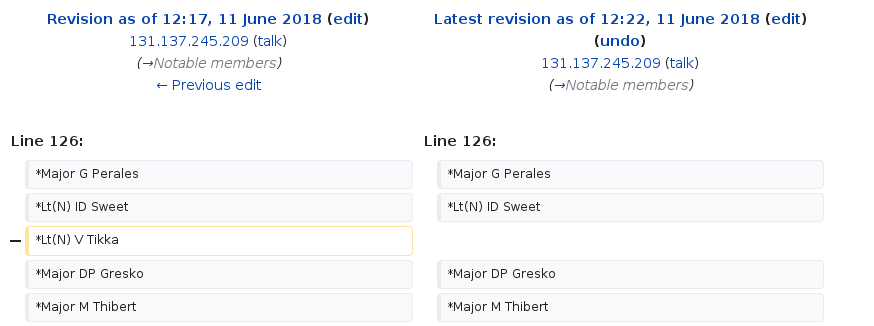 Revision as of 12:17, 11 June 2018 (edit)
131.137.245.209 (talk)
(→Notable members)
← Previous edit
Latest revision as of 12:22, 11 June 2018 (edit)
(undo)
131.137.245.209 (talk)
(→Notable members)
Line 126:
Line 126:
*Major G Perales
*Major G Perales
*Lt(N) ID Sweet
*Lt(N) ID Sweet
− *Lt(N) V Tikka
*Major DP Gresko
*Major DP Gresko
*Major M Thibert
*Major M Thibert